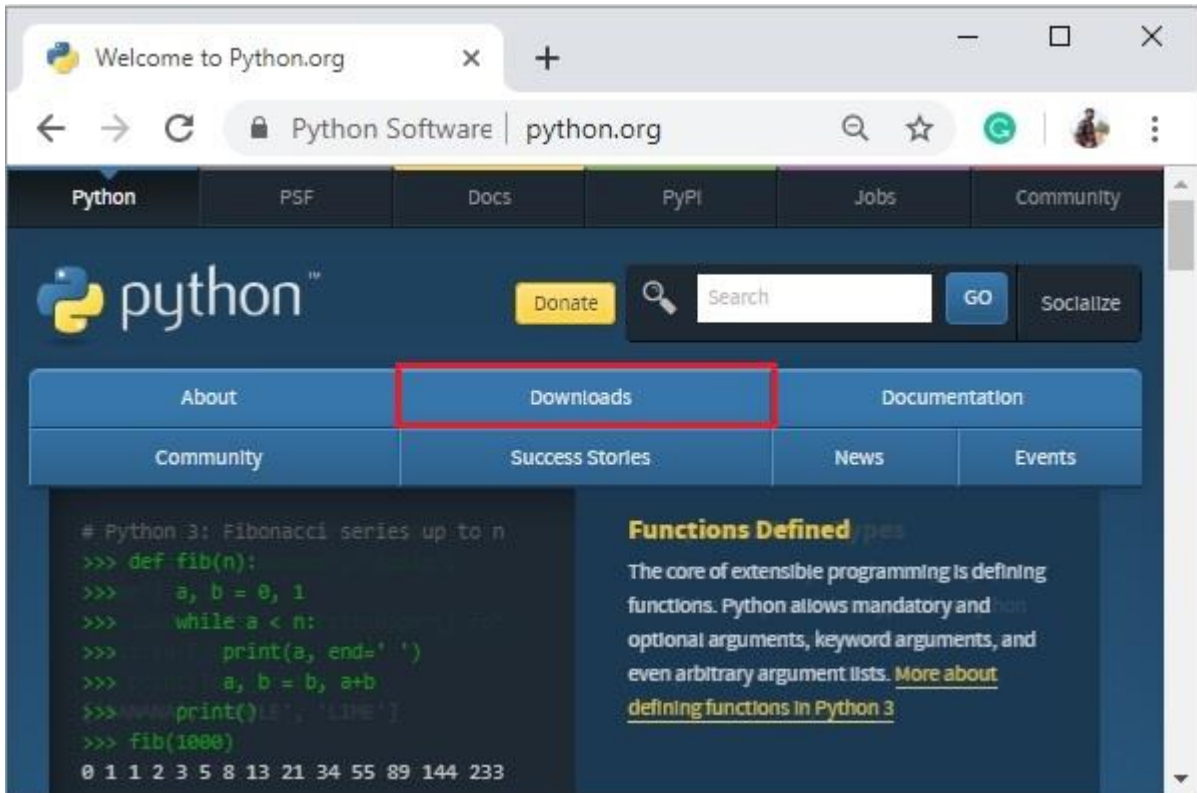 Welcome to Python.org
Python Software | python.org
Python PSF Docs PyPI Jobs Community
python™
Donate Search GO Socialize
About Downloads Documentation
Community Success Stories News Events
# Python 3: Fibonacci series up to n
>>> def fib(n):
>>>     a, b = 0, 1
>>>     while a < n:
>>>         print(a, end=' ')
>>>         a, b = b, a+b
>>>     print()
>>> fib(1000)
0 1 1 2 3 5 8 13 21 34 55 89 144 233
Functions Defined
The core of extensible programming is defining
functions. Python allows mandatory and
optional arguments, keyword arguments, and
even arbitrary argument lists. More about
defining functions in Python 3